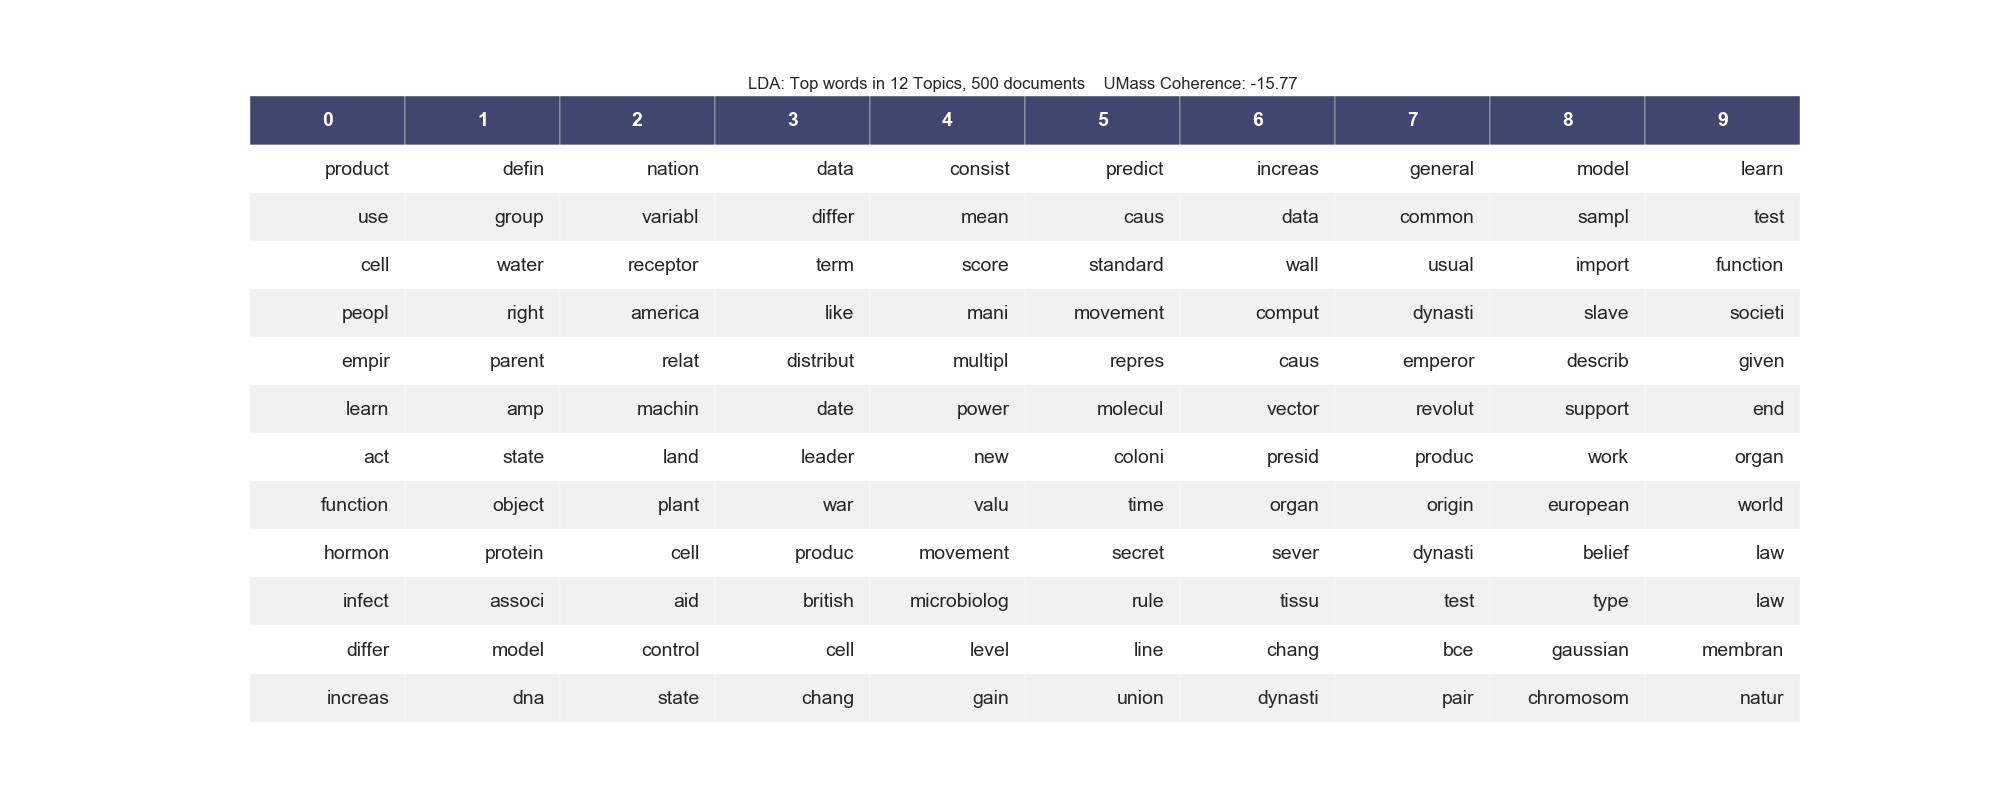 LDA: Top words in 12 Topics, 500 documents    UMass Coherence: -15.77
0 1 2 3 4 5 6 7 8 9
product defin nation data consist predict increas general model learn
use group variabl differ mean caus data common sampl test
cell water receptor term score standard wall usual import function
peopl right america like mani movement comput dynasti slave societi
empir parent relat distribut multipl repres caus emperor describ given
learn amp machin date power molecul vector revolut support end
act state land leader new coloni presid produc work organ
function object plant war valu time organ origin european world
hormon protein cell produc movement secret sever dynasti belief law
infect associ aid british microbiolog rule tissu test type law
differ model control cell level line chang bce gaussian membran
increas dna state chang gain union dynasti pair chromosom natur